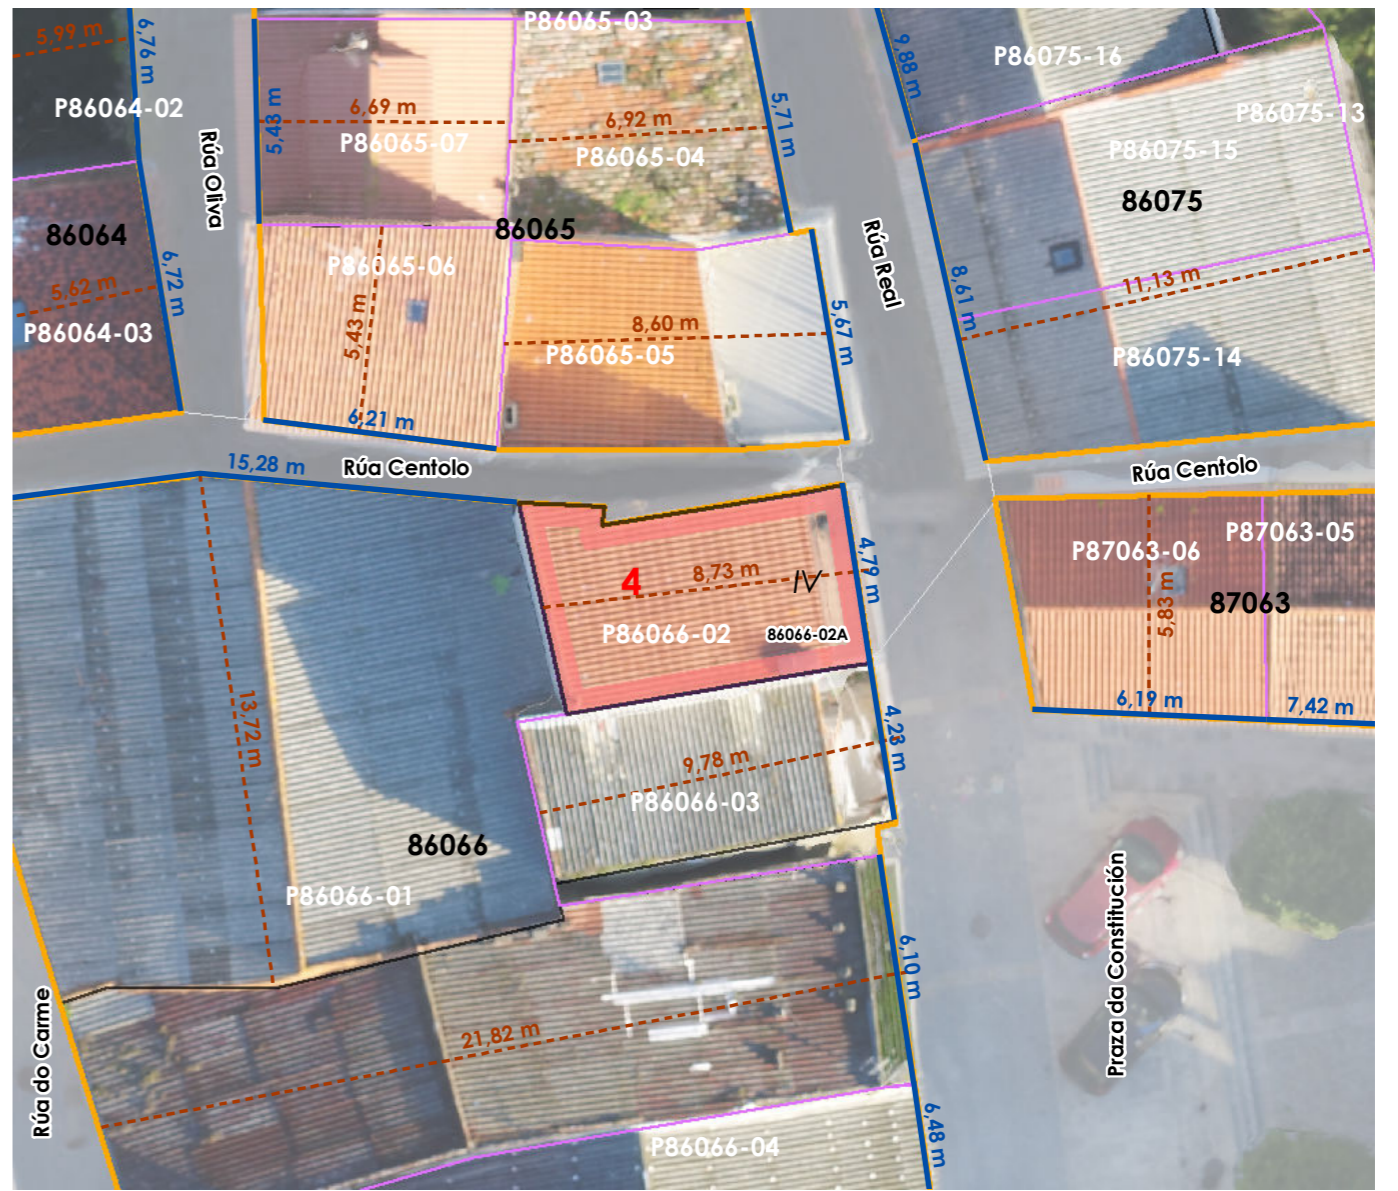 P86065-03
5,99 m
6,76 m
9,88 m
P86075-16
P86064-02
5,43 m
6,69 m
P86065-07
6,92 m
P86065-04
5,71 m
P86075-13
P86075-15
Rúa Oliva
86064
86065
86075
Rúa Real
6,72 m
P86065-06
5,62 m
P86064-03
5,43 m
8,60 m
P86065-05
5,67 m
8,61 m
11,13 m
P86075-14
6,21 m
15,28 m
Rúa Centolo
Rúa Centolo
P87063-05
P87063-06
4
8,73 m
IV
4,79 m
5,83 m
87063
P86066-02
86066-02A
6,19 m
7,42 m
13,72 m
4,23 m
9,78 m
P86066-03
86066
P86066-01
Praza da Constitución
6,10 m
21,82 m
Rúa do Carme
6,48 m
P86066-04